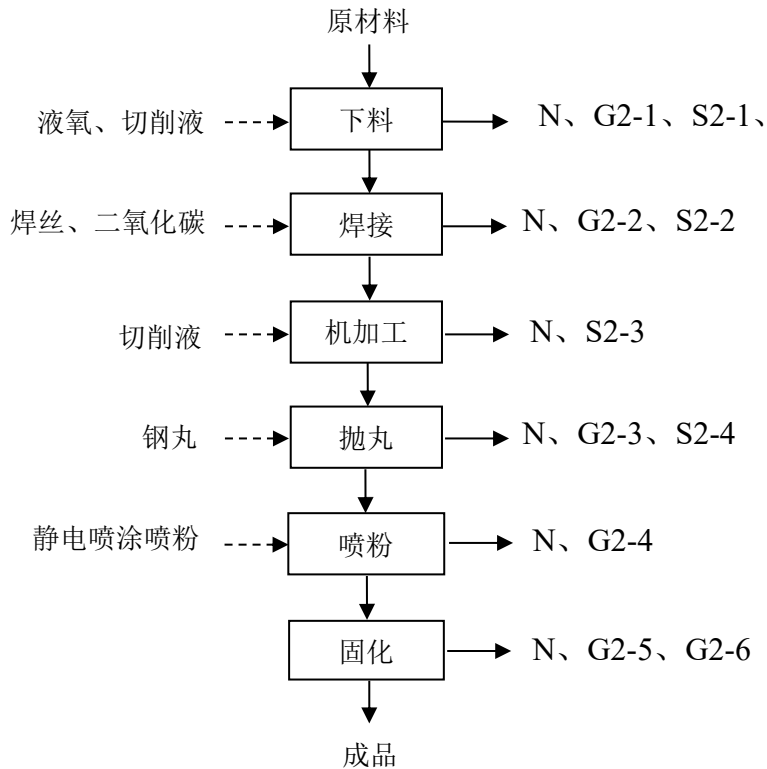 原材料
液氧、切削液
下料
N、G2-1、S2-1、
焊丝、二氧化碳
焊接
N、G2-2、S2-2
切削液
机加工
N、S2-3
钢丸
抛丸
N、G2-3、S2-4
静电喷涂喷粉
喷粉
N、G2-4
固化
N、G2-5、G2-6
成品